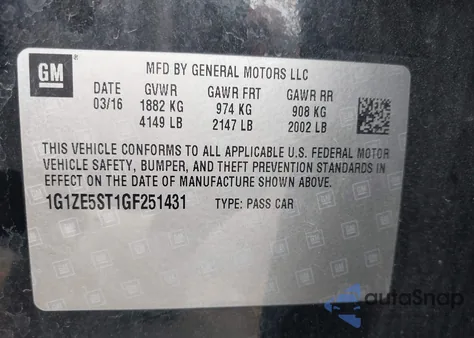 GM
MFD BY GENERAL MOTORS LLC
DATE GVWR GAWR FRT GAWR RR
03/16 1882 KG 974 KG 908 KG
4149 LB 2147 LB 2002 LB
THIS VEHICLE CONFORMS TO ALL APPLICABLE U.S. FEDERAL MOTOR
VEHICLE SAFETY, BUMPER, AND THEFT PREVENTION STANDARDS
IN EFFECT ON THE DATE OF MANUFACTURE SHOWN ABOVE.
1G1ZE5ST1GF251431 TYPE: PASS CAR
autoSnap